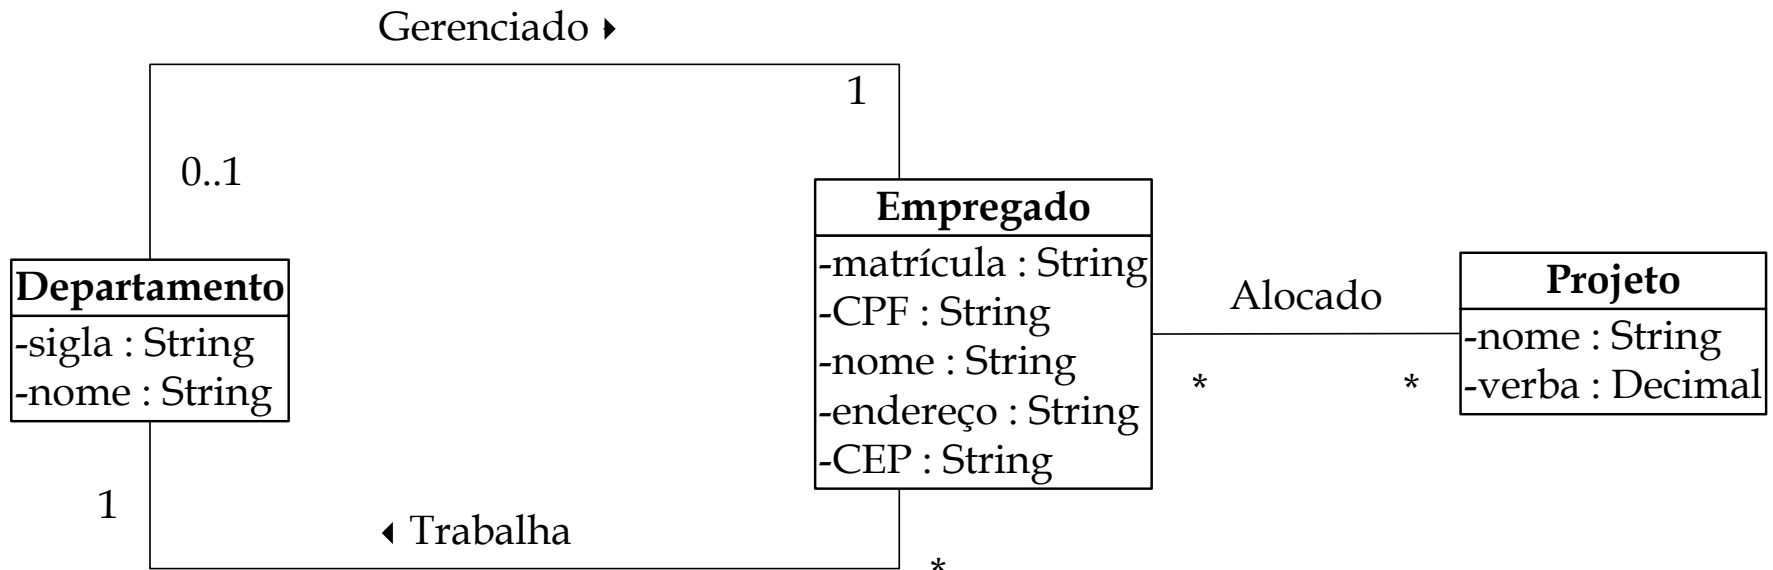 Gerenciado ▸
1
0..1
Departamento
-sigla : String
-nome : String
Empregado
-matrícula : String
-CPF : String
-nome : String
-endereço : String
-CEP : String
Alocado
*
*
Projeto
-nome : String
-verba : Decimal
1
◂ Trabalha
*